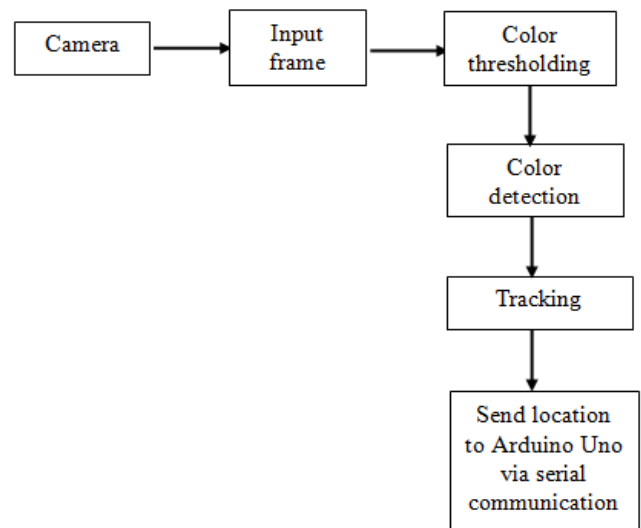 Camera
Input
frame
Color
thresholding
Color
detection
Tracking
Send location
to Arduino Uno
via serial
communication